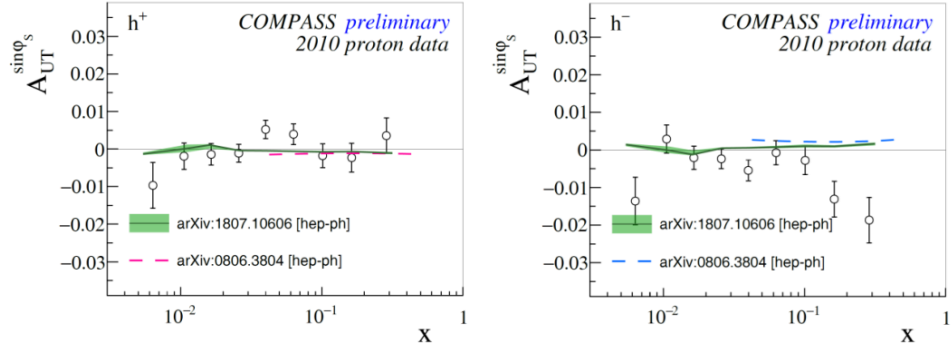 h⁺
COMPASS preliminary
2010 proton data
A_UT^sinφ_S
0.03
0.02
0.01
0
−0.01
−0.02
−0.03
arXiv:1807.10606 [hep-ph]
arXiv:0806.3804 [hep-ph]
10⁻²
10⁻¹
1
x
h⁻
COMPASS preliminary
2010 proton data
A_UT^sinφ_S
0.03
0.02
0.01
0
−0.01
−0.02
−0.03
arXiv:1807.10606 [hep-ph]
arXiv:0806.3804 [hep-ph]
10⁻²
10⁻¹
1
x